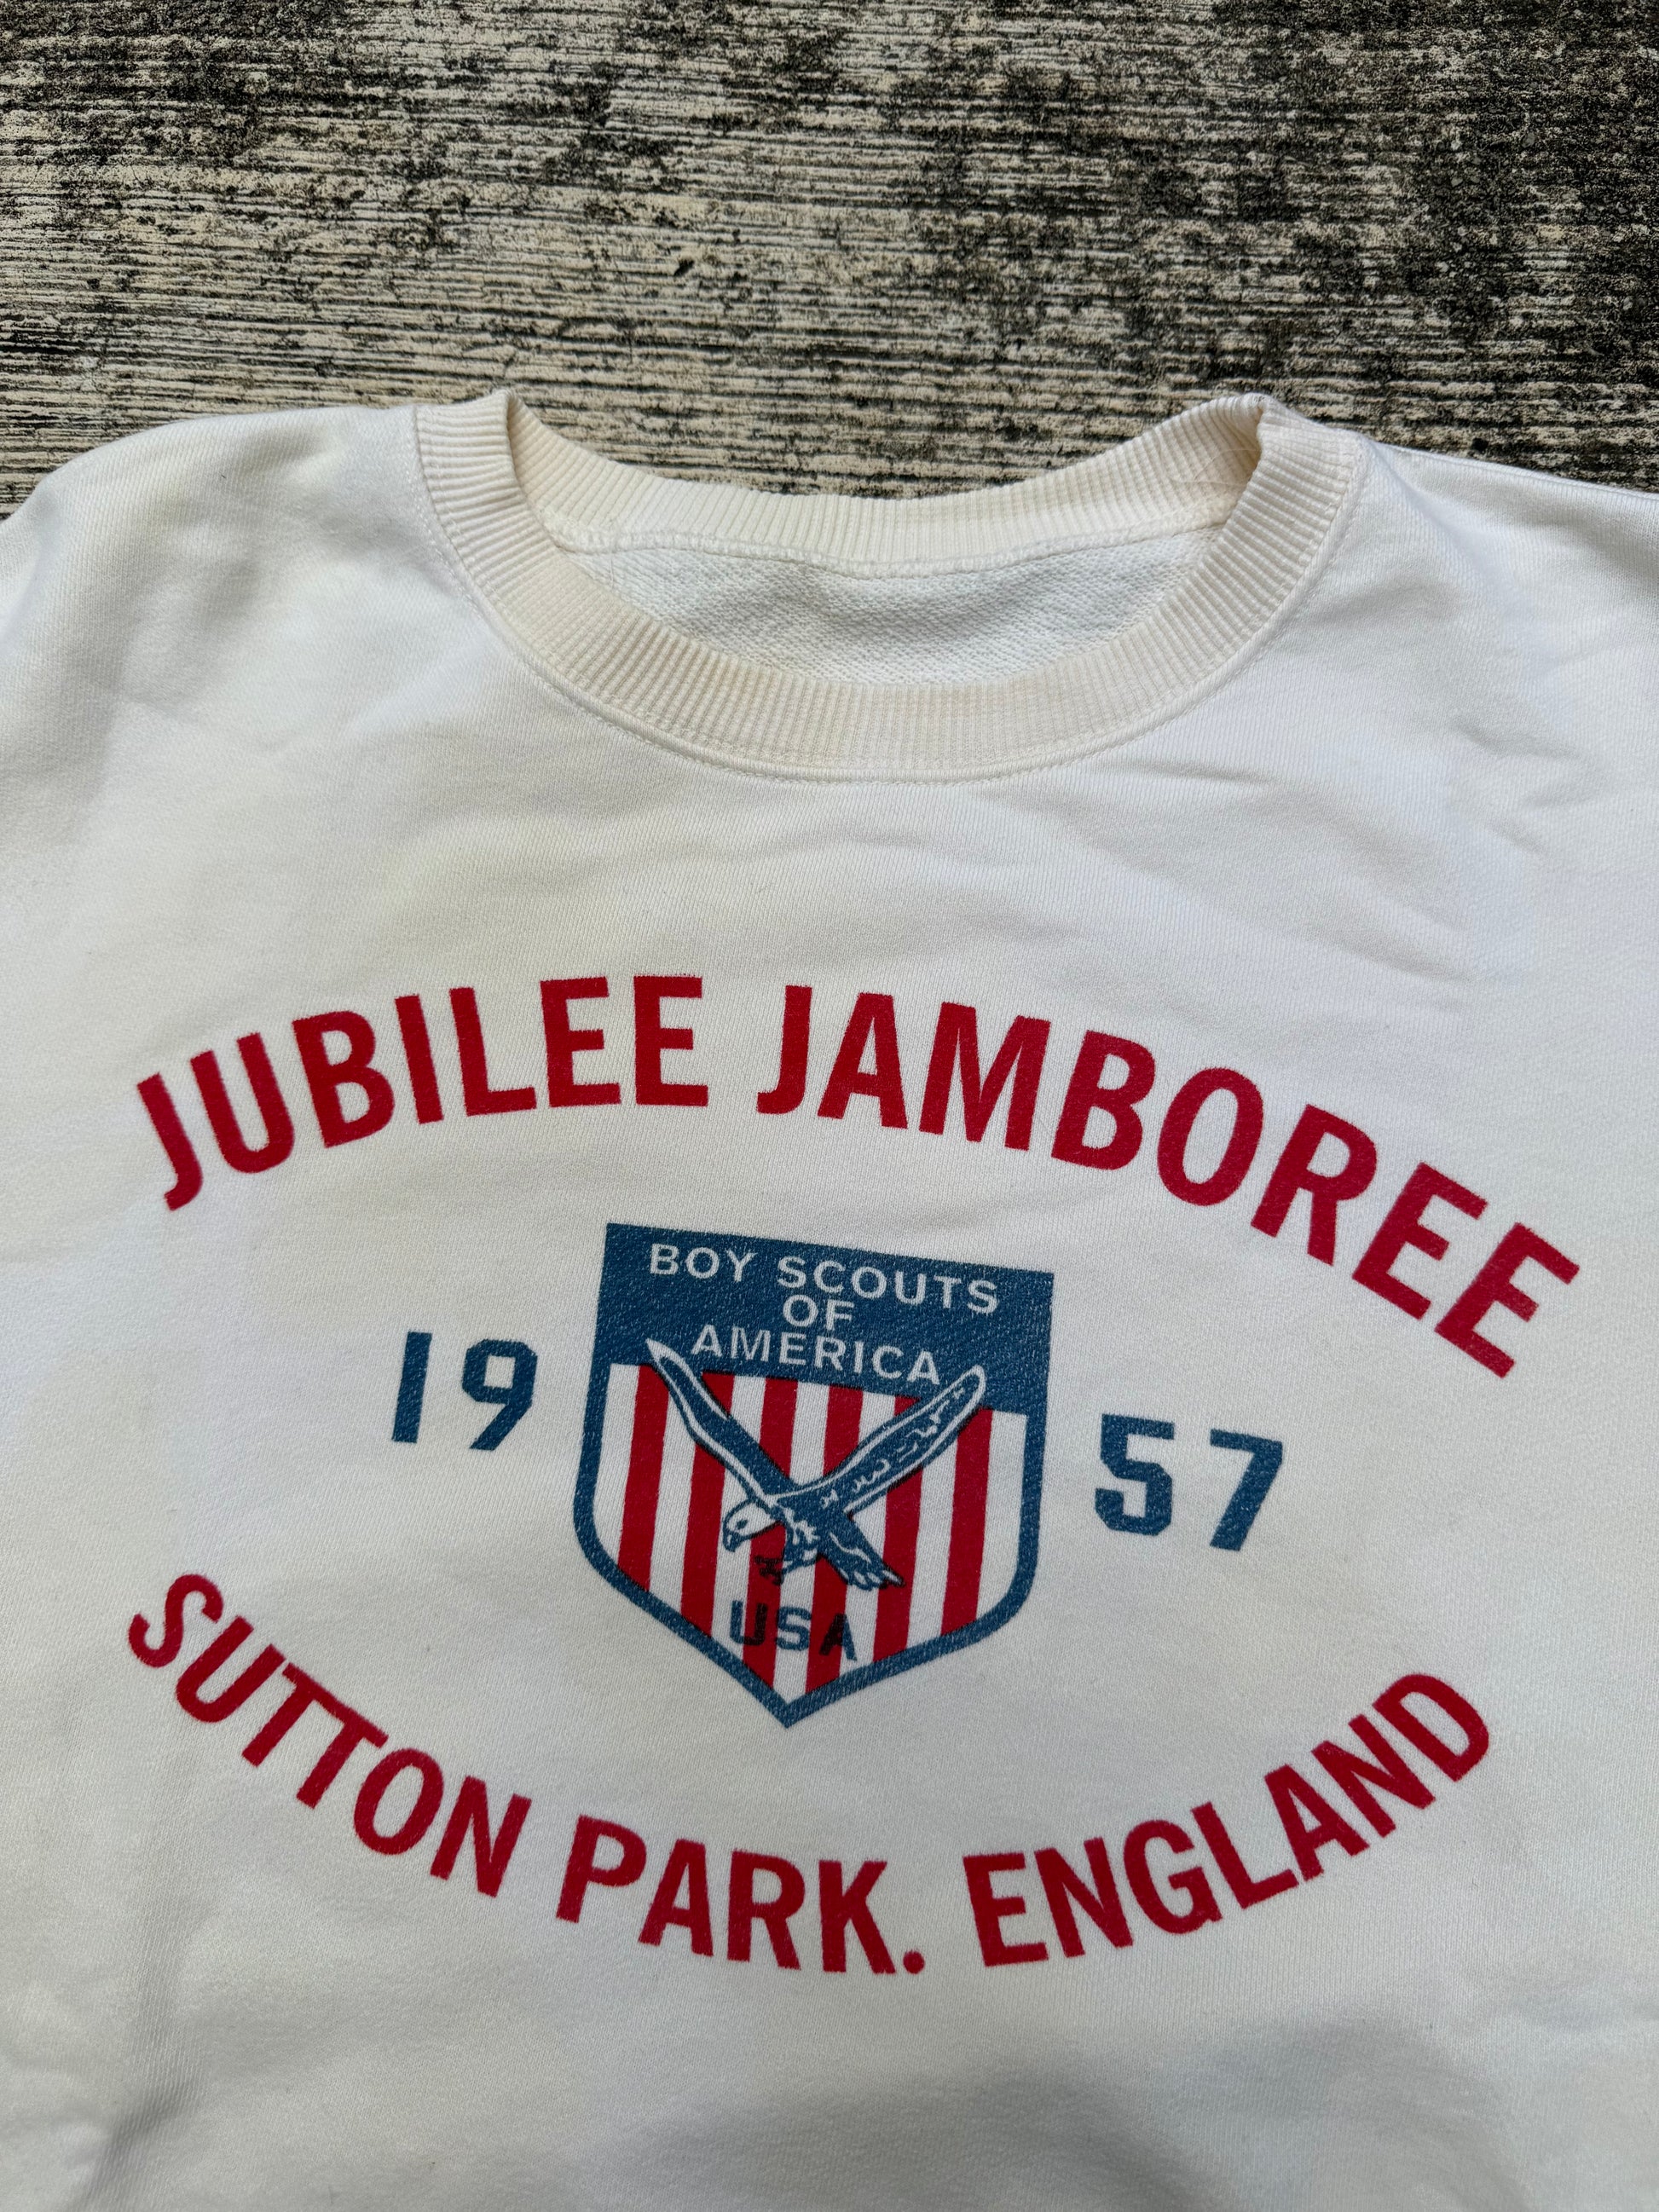 JUBILEE JAMBOREE
BOY SCOUTS
OF
AMERICA
19 57
USA
SUTTON PARK. ENGLAND